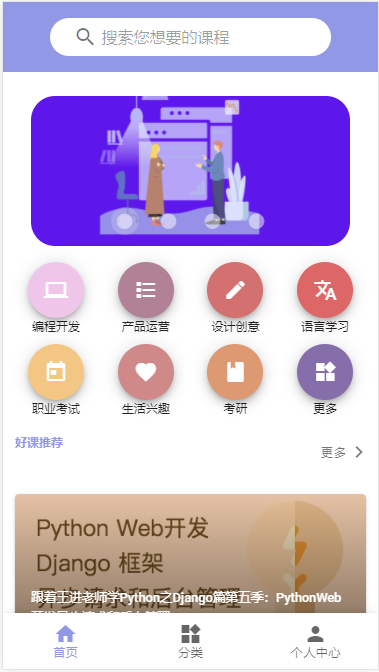 搜索您想要的课程
编程开发 产品运营 设计创意 语言学习
职业考试 生活兴趣 考研 更多
好课推荐
更多
Python Web开发
Django 框架
跟着王进老师学Python之Django篇第五季：PythonWeb
首页 分类 个人中心